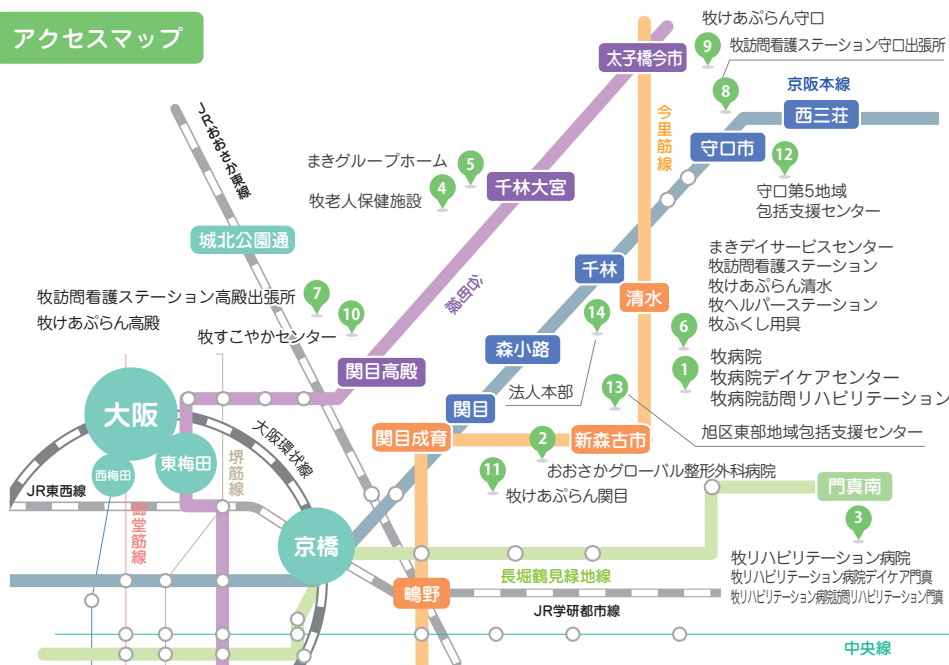 アクセスマップ
牧けあぷらん守口
9
太子橋今市
牧訪問看護ステーション守口出張所
8
京阪本線
西三荘
JRおおさか東線
今里筋線
守口市
12
まきグループホーム
5
牧老人保健施設
4
千林大宮
守口第5地域
包括支援センター
城北公園通
まきデイサービスセンター
牧訪問看護ステーション
牧けあぷらん清水
牧ヘルパーステーション
牧ふくし用具
6
千林
清水
谷町線
牧訪問看護ステーション高殿出張所
7
牧けあぷらん高殿
10
牧すこやかセンター
14
森小路
関目高殿
1
牧病院
牧病院デイケアセンター
牧病院訪問リハビリテーション
法人本部
13
関目
大阪
大阪環状線
関目成育
2
新森古市
旭区東部地域包括支援センター
東梅田
西梅田
堺筋線
おおさかグローバル整形外科病院
11
牧けあぷらん関目
JR東西線
御堂筋線
門真南
3
京橋
牧リハビリテーション病院
牧リハビリテーション病院デイケア門真
牧リハビリテーション病院訪問リハビリテーション門真
長堀鶴見緑地線
鴫野
JR学研都市線
中央線